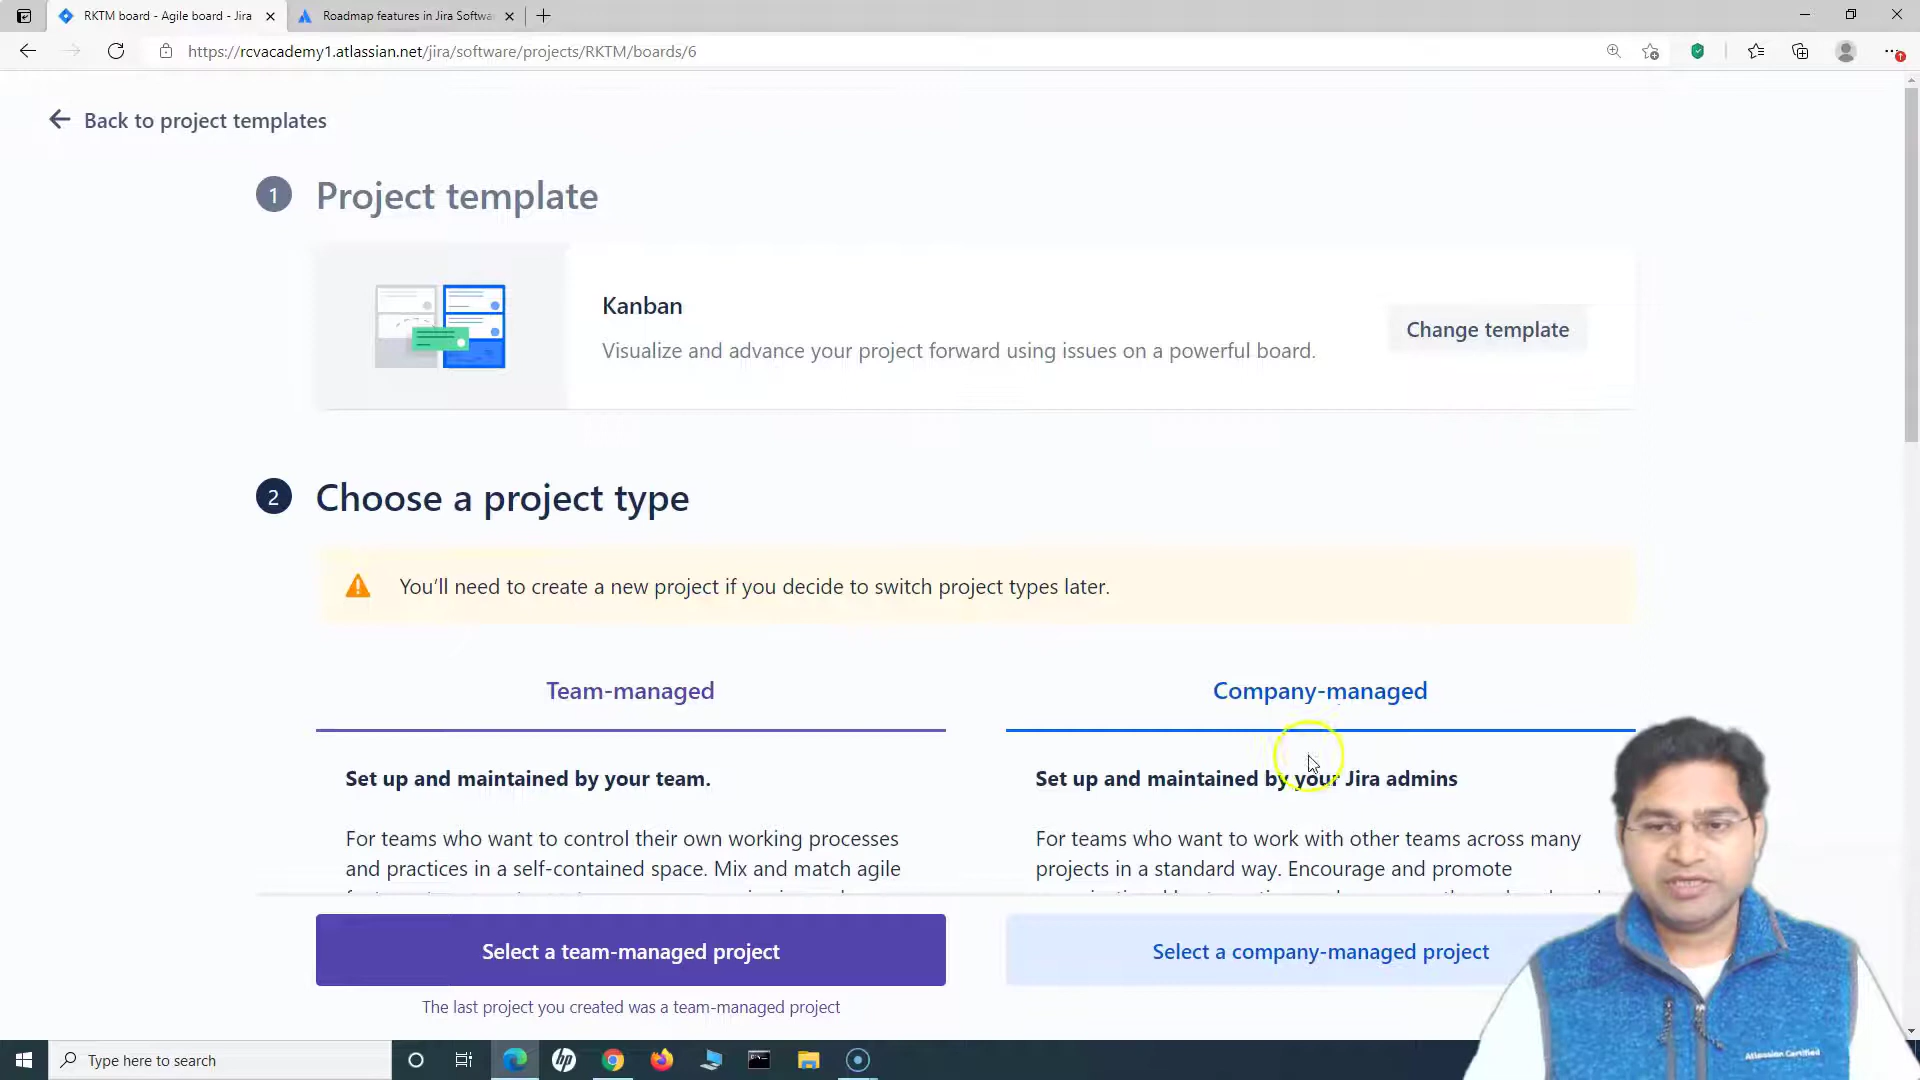 RKTM board - Agile board - Jira
Roadmap features in Jira Softwa
https://rcvacademy1.atlassian.net/jira/software/projects/RKTM/boards/6
Back to project templates
1 Project template
Kanban
Visualize and advance your project forward using issues on a powerful board.
Change template
2 Choose a project type
You'll need to create a new project if you decide to switch project types later.
Team-managed
Set up and maintained by your team.
For teams who want to control their own working processes
and practices in a self-contained space. Mix and match agile
Select a team-managed project
The last project you created was a team-managed project
Company-managed
Set up and maintained by your Jira admins
For teams who want to work with other teams across many
projects in a standard way. Encourage and promote
Select a company-managed project
Atlassian Certified
Type here to search
hp